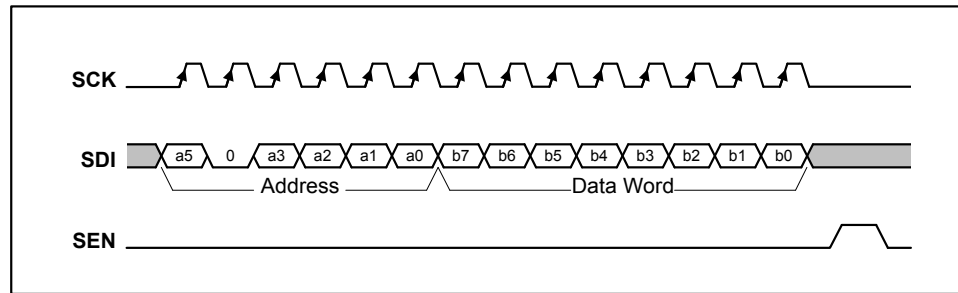 SCK
SDI a5 0 a3 a2 a1 a0 b7 b6 b5 b4 b3 b2 b1 b0
Address Data Word
SEN